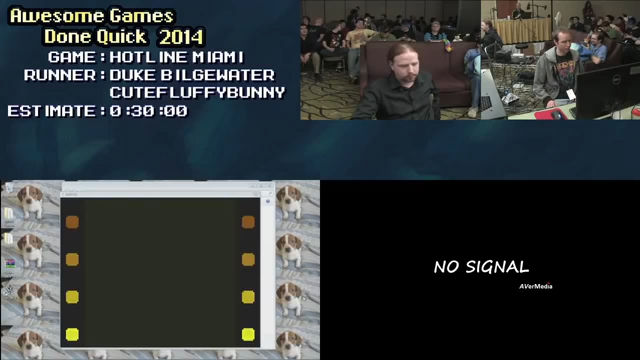 Awesome Games
Done Quick 2014
GAME: HOTLINE MIAMI
RUNNER: DUKE BILGEWATER
CUTEFLUFFYBUNNY
ESTIMATE: 0:30:00
NO SIGNAL
AVerMedia